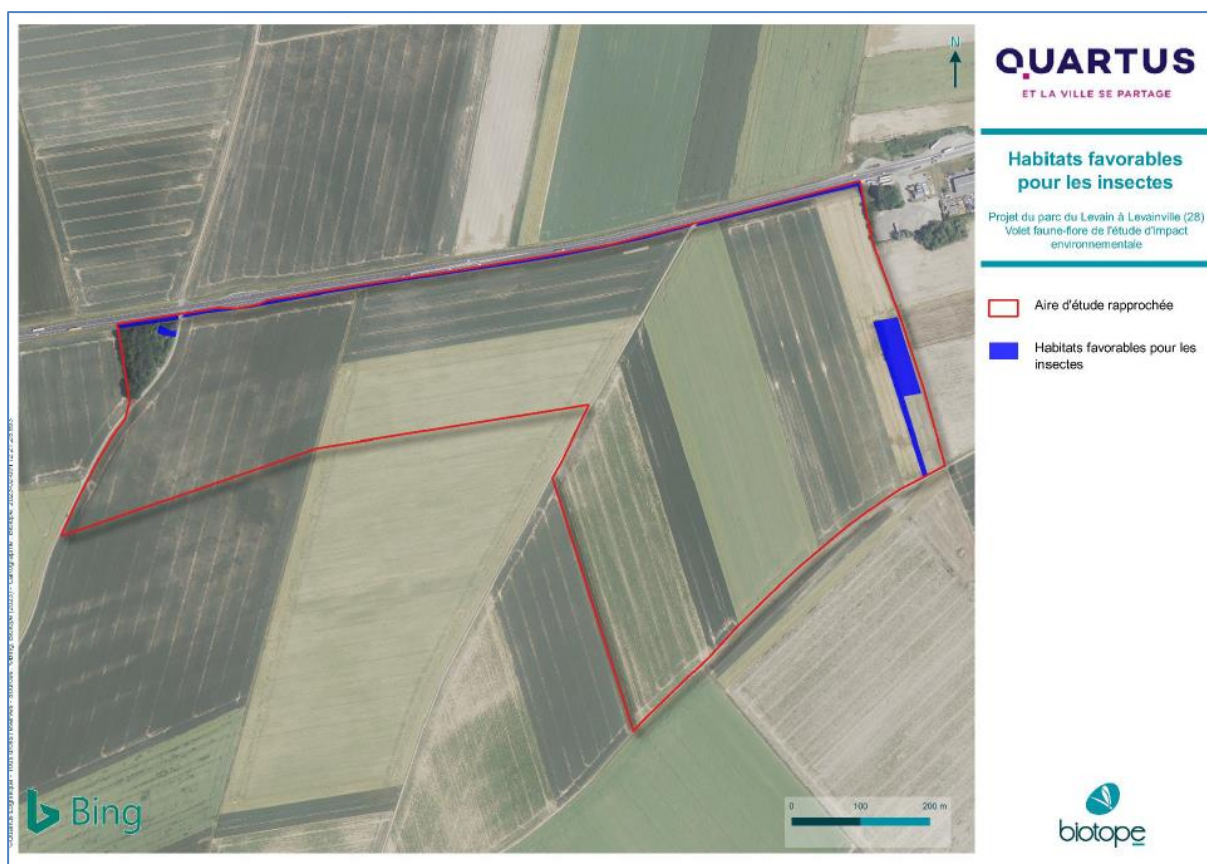 N
QUARTUS
ET LA VILLE SE PARTAGE
Habitats favorables
pour les insectes
Projet du parc du Levain à Levainville (28)
Volet faune-flore de l'étude d'impact
environnementale
Aire d'étude rapprochée
Habitats favorables pour les
insectes
Bing
0 100 200 m
biotope